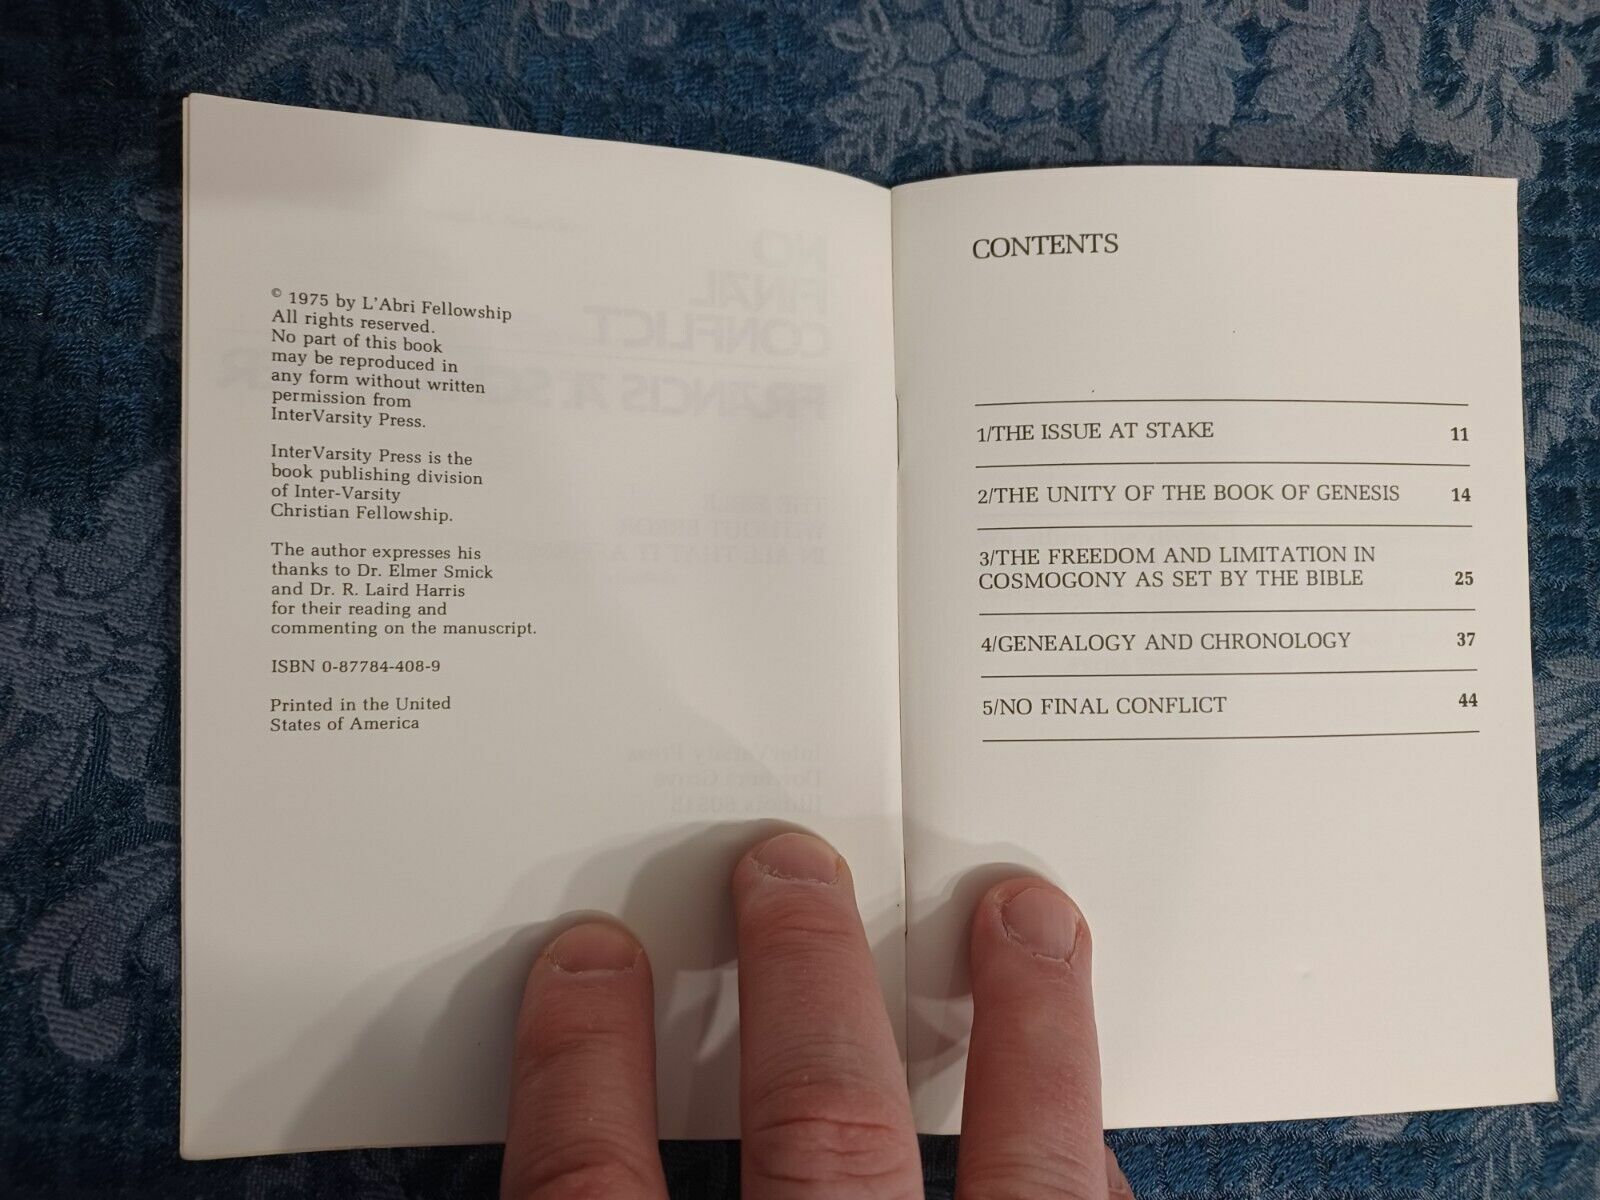 © 1975 by L'Abri Fellowship
All rights reserved.
No part of this book
may be reproduced in
any form without written
permission from
InterVarsity Press.
InterVarsity Press is the
book publishing division
of Inter-Varsity
Christian Fellowship.
The author expresses his
thanks to Dr. Elmer Smick
and Dr. R. Laird Harris
for their reading and
commenting on the manuscript.
ISBN 0-87784-408-9
Printed in the United
States of America
NO
FINAL
CONFLICT
CONTENTS
1/THE ISSUE AT STAKE 11
2/THE UNITY OF THE BOOK OF GENESIS 14
3/THE FREEDOM AND LIMITATION IN
COSMOGONY AS SET BY THE BIBLE 25
4/GENEALOGY AND CHRONOLOGY 37
5/NO FINAL CONFLICT 44